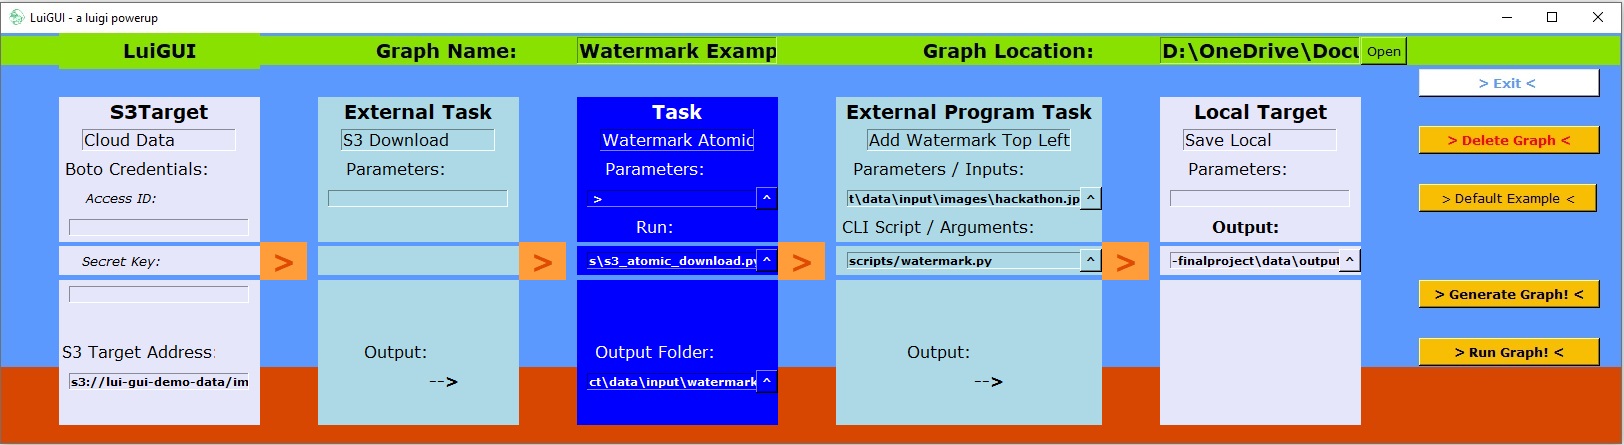 LuiGUI - a luigi powerup
LuiGUI Graph Name: Watermark Examp Graph Location: D:\OneDrive\Docu Open
> Exit <
S3Target
Cloud Data
Boto Credentials:
Access ID:
Secret Key:
S3 Target Address:
s3://lui-gui-demo-data/im
>
External Task
S3 Download
Parameters:
Output:
-->
>
Task
Watermark Atomic
Parameters:
> ^
Run:
s\s3_atomic_download.py ^
Output Folder:
ct\data\input\watermark ^
>
External Program Task
Add Watermark Top Left
Parameters / Inputs:
t\data\input\images\hackathon.jp ^
CLI Script / Arguments:
scripts/watermark.py ^
Output:
-->
>
Local Target
Save Local
Parameters:
Output:
-finalproject\data\output ^
> Delete Graph <
> Default Example <
> Generate Graph! <
> Run Graph! <